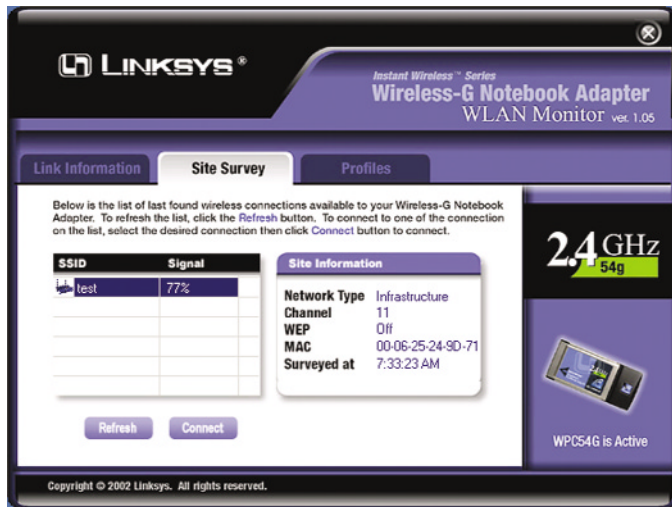 LINKSYS®
Instant Wireless™ Series
Wireless-G Notebook Adapter
WLAN Monitor ver. 1.05
Link Information
Site Survey
Profiles
Below is the list of last found wireless connections available to your Wireless-G Notebook
Adapter. To refresh the list, click the Refresh button. To connect to one of the connection
on the list, select the desired connection then click Connect button to connect.
SSID Signal
test 77%
Site Information
Network Type Infrastructure
Channel 11
WEP Off
MAC 00-06-25-24-9D-71
Surveyed at 7:33:23 AM
Refresh
Connect
2.4 GHz
54g
WPC54G is Active
Copyright © 2002 Linksys. All rights reserved.